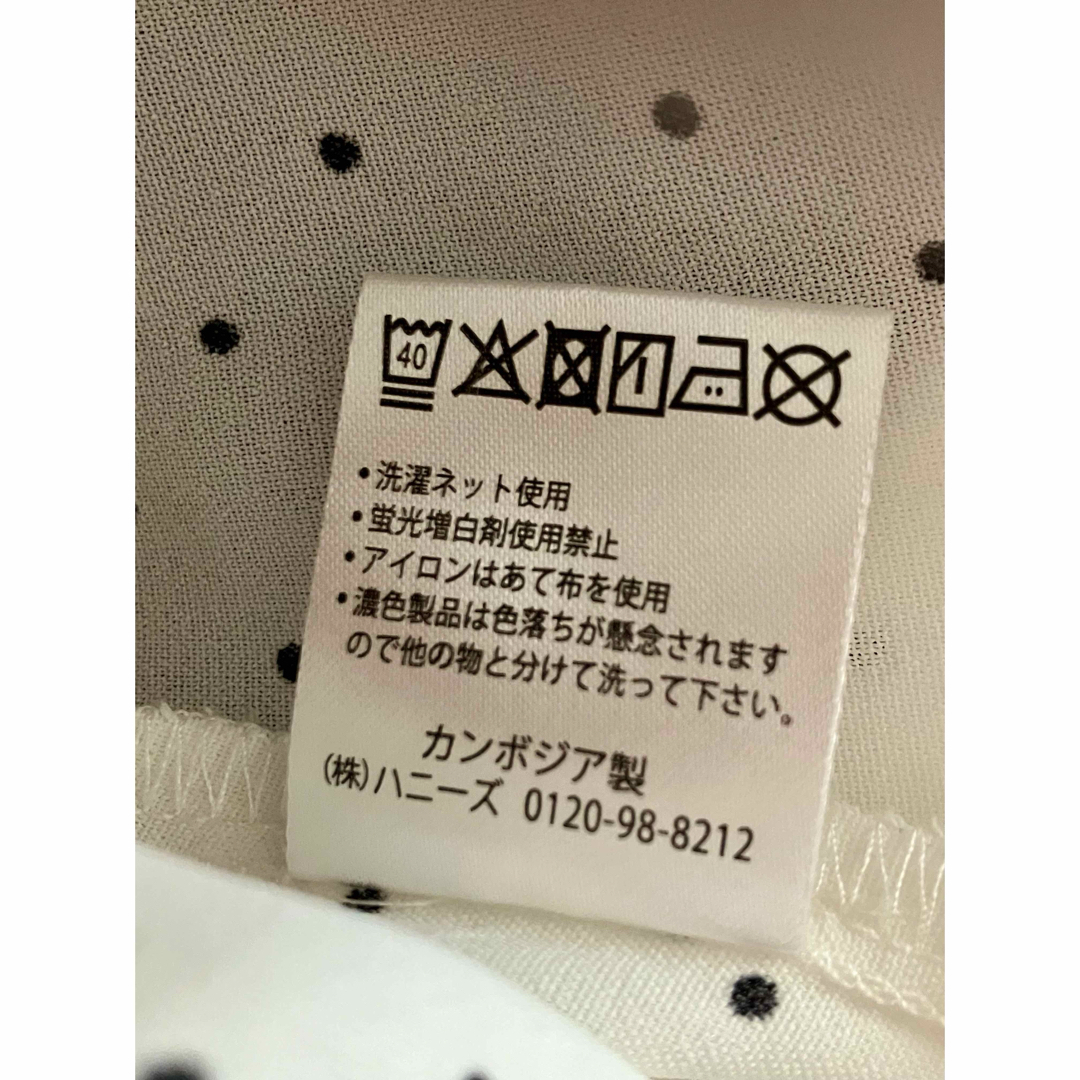 40
・洗濯ネット使用
・蛍光増白剤使用禁止
・アイロンはあて布を使用
・濃色製品は色落ちが懸念されます
ので他の物と分けて洗って下さい。
カンボジア製
(株)ハニーズ 0120-98-8212